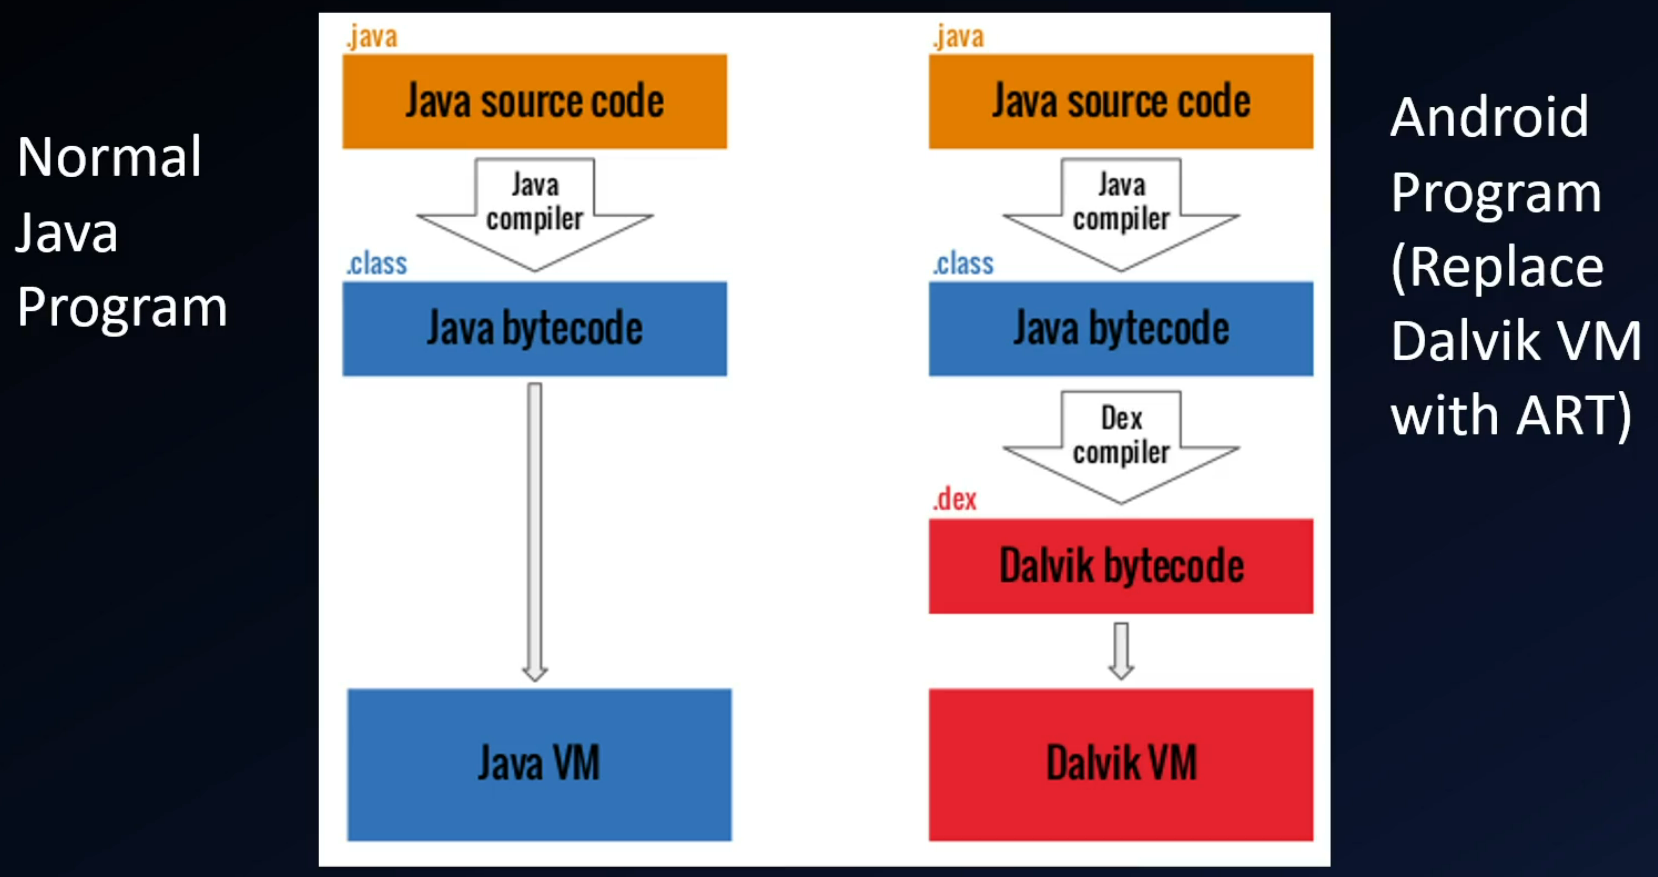 Normal
Java
Program
.java
Java source code
Java
compiler
.class
Java bytecode
Java VM
.java
Java source code
Java
compiler
.class
Java bytecode
Dex
compiler
.dex
Dalvik bytecode
Dalvik VM
Android
Program
(Replace
Dalvik VM
with ART)